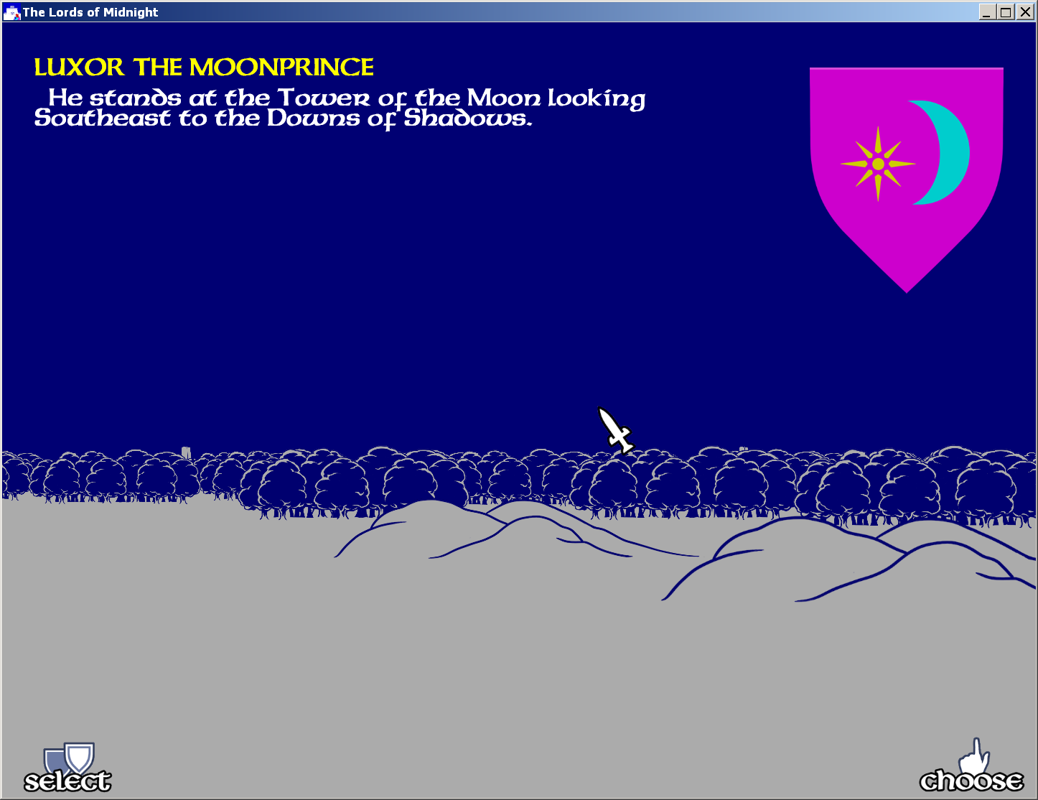 The Lords of Midnight
LUXOR THE MOONPRINCE
He stands at the Tower of the Moon looking
Southeast to the Downs of Shadows.
select
choose